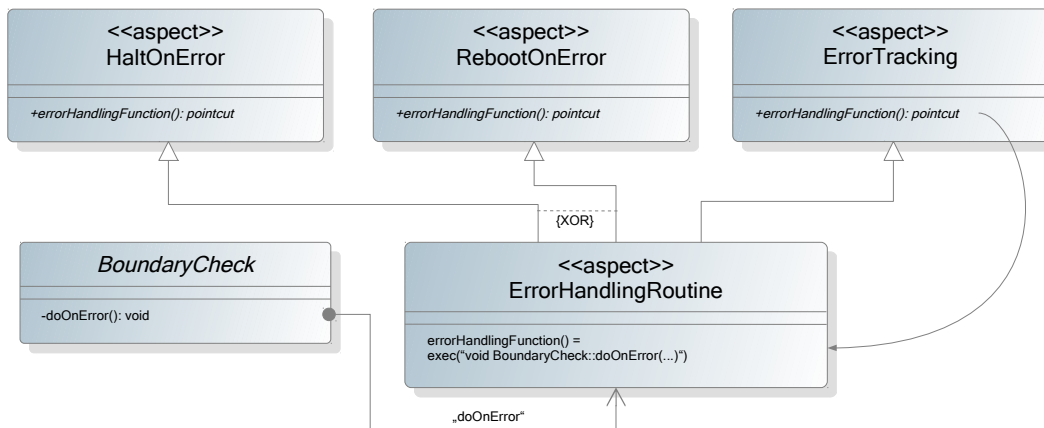 <<aspect>>
HaltOnError
+errorHandlingFunction(): pointcut
<<aspect>>
RebootOnError
+errorHandlingFunction(): pointcut
<<aspect>>
ErrorTracking
+errorHandlingFunction(): pointcut
{XOR}
BoundaryCheck
-doOnError(): void
<<aspect>>
ErrorHandlingRoutine
errorHandlingFunction() =
exec(“void BoundaryCheck::doOnError(...)“)
„doOnError“